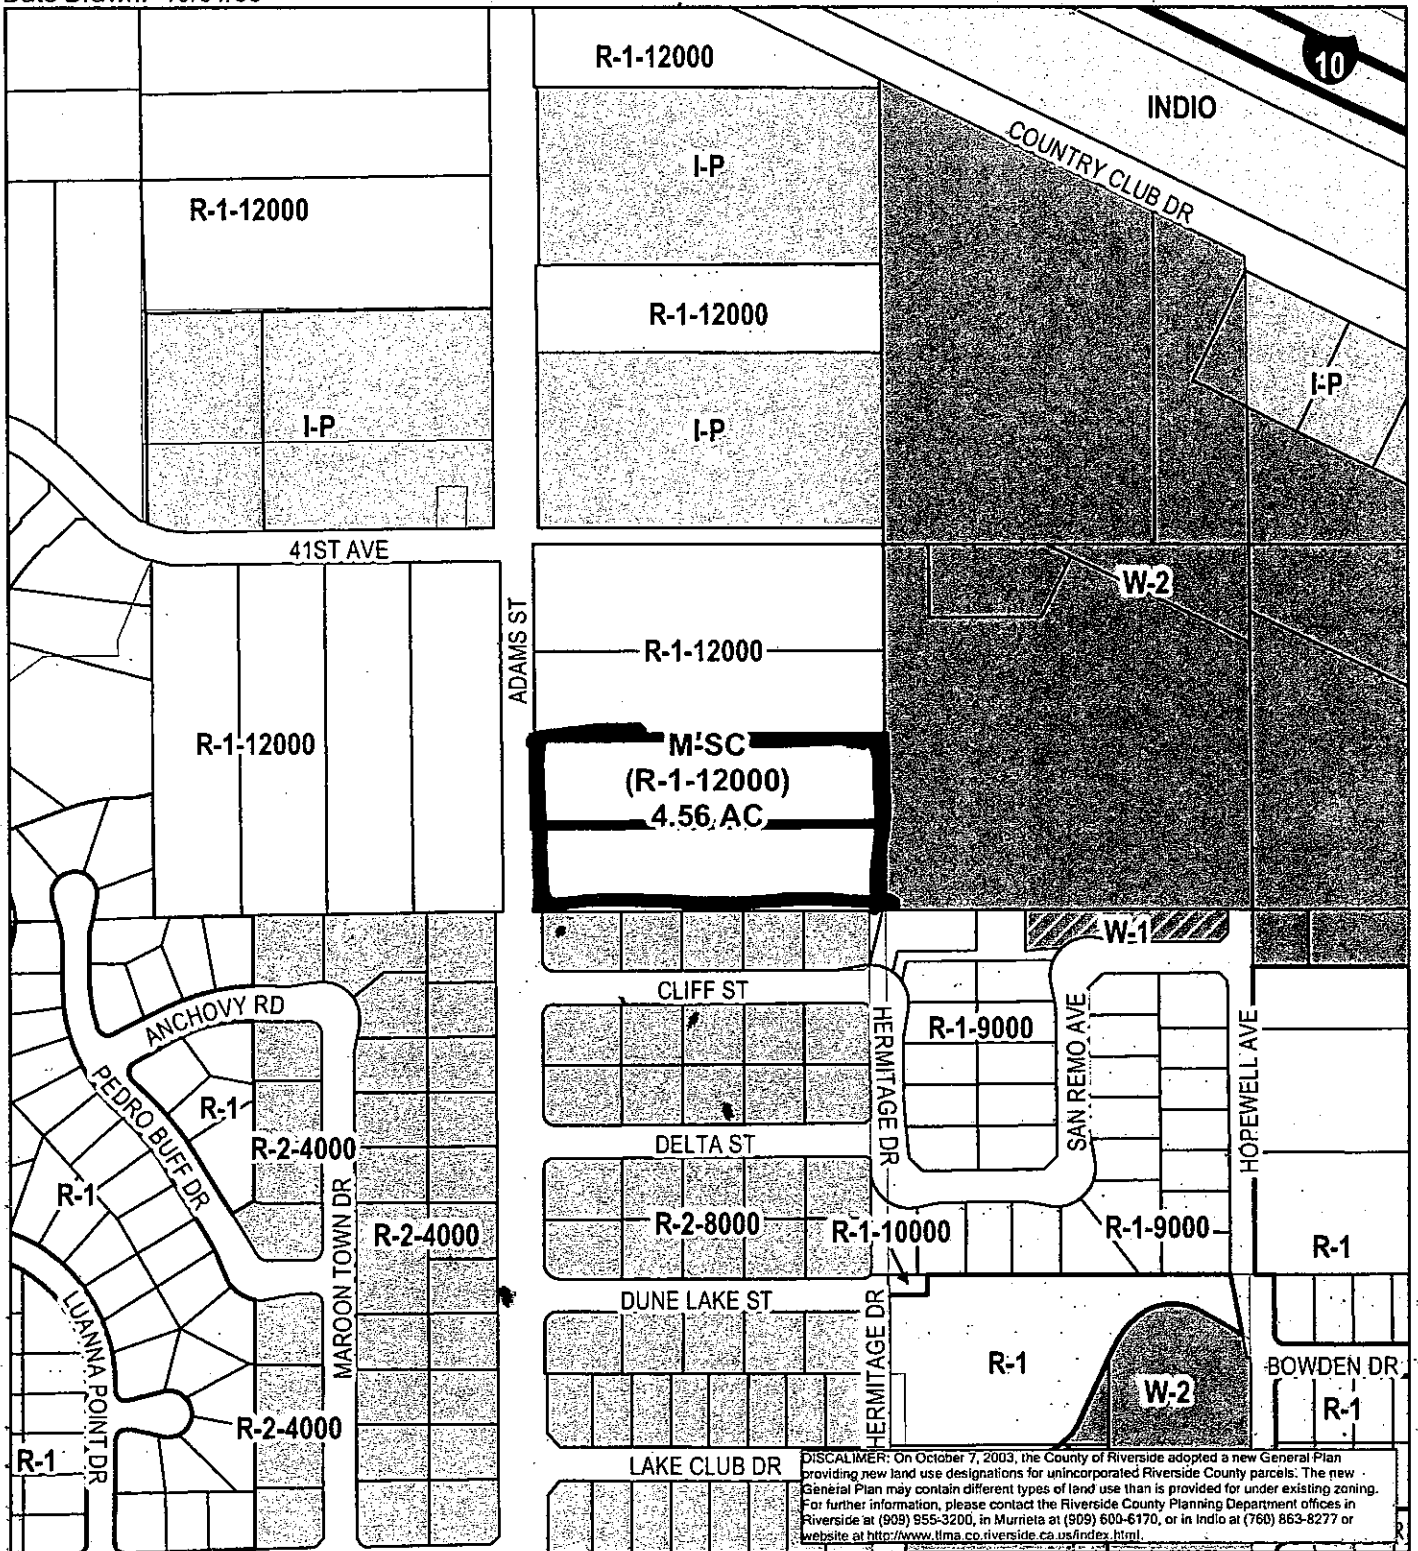 R-1-12000
10
INDIO
COUNTRY CLUB DR
I-P
R-1-12000
R-1-12000
I-P
I-P
I-P
41ST AVE
W-2
ADAMS ST
R-1-12000
R-1-12000
M-SC
(R-1-12000)
4.56 AC
W-1
CLIFF ST
ANCHOVY RD
HERMITAGE DR
R-1-9000
SAN REMO AVE
HOPEWELL AVE
PEDRO BUFF DR
R-1
R-2-4000
DELTA ST
R-1
MAROON TOWN DR
R-2-4000
R-2-8000
R-1-10000
R-1-9000
R-1
LUANNA POINT DR
DUNE LAKE ST
HERMITAGE DR
R-1
W-2
BOWDEN DR
R-1
R-2-4000
R-1
LAKE CLUB DR
DISCALIMER: On October 7, 2003, the County of Riverside adopted a new General Plan
providing new land use designations for unincorporated Riverside County parcels. The new
General Plan may contain different types of land use than is provided for under existing zoning.
For further information, please contact the Riverside County Planning Department offices in
Riverside at (909) 955-3200, in Murrieta at (909) 600-6170, or in Indio at (760) 863-8277 or
website at http://www.tlma.co.riverside.ca.us/index.html.